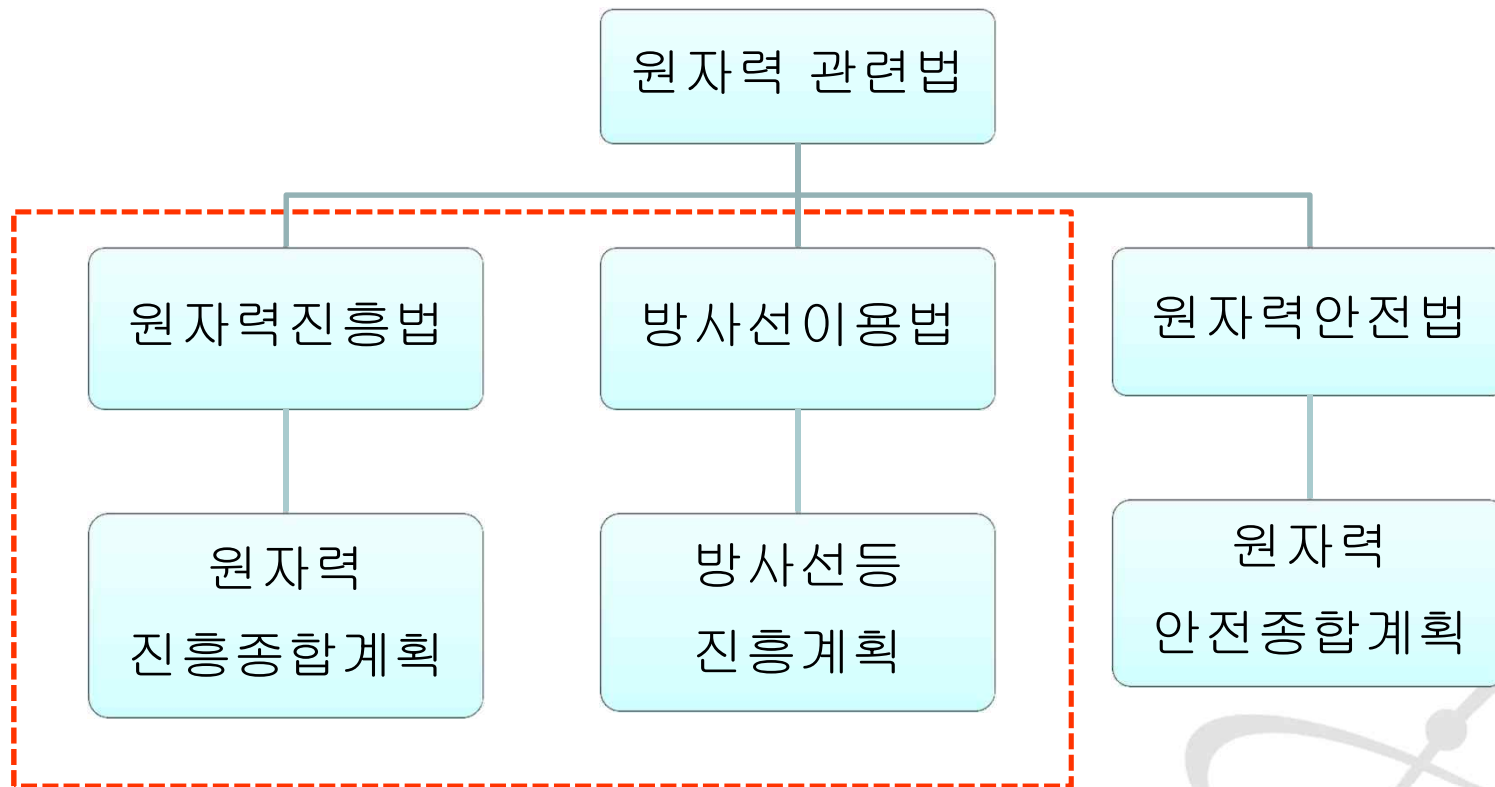 원자력 관련법
원자력진흥법
방사선이용법
원자력안전법
원자력
진흥종합계획
방사선등
진흥계획
원자력
안전종합계획